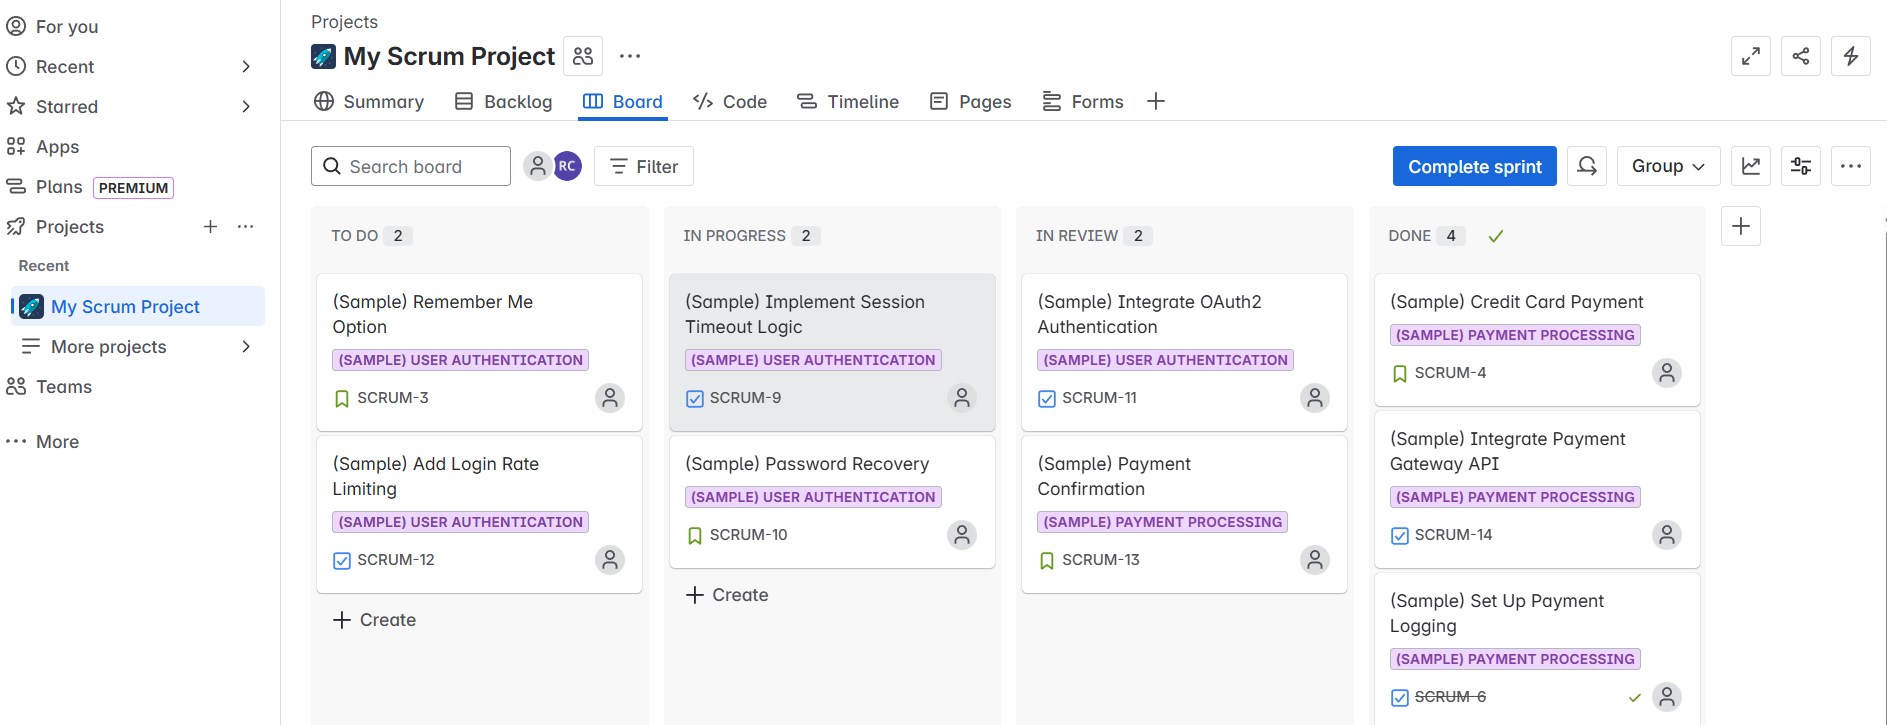 For you
Recent
Starred
Apps
Plans PREMIUM
Projects
Recent
My Scrum Project
More projects
Teams
More
Projects
My Scrum Project
Summary Backlog Board Code Timeline Pages Forms
Search board RC Filter Complete sprint Group
TO DO 2
(Sample) Remember Me
Option
(SAMPLE) USER AUTHENTICATION
SCRUM-3
(Sample) Add Login Rate
Limiting
(SAMPLE) USER AUTHENTICATION
SCRUM-12
Create
IN PROGRESS 2
(Sample) Implement Session
Timeout Logic
(SAMPLE) USER AUTHENTICATION
SCRUM-9
(Sample) Password Recovery
(SAMPLE) USER AUTHENTICATION
SCRUM-10
Create
IN REVIEW 2
(Sample) Integrate OAuth2
Authentication
(SAMPLE) USER AUTHENTICATION
SCRUM-11
(Sample) Payment
Confirmation
(SAMPLE) PAYMENT PROCESSING
SCRUM-13
DONE 4
(Sample) Credit Card Payment
(SAMPLE) PAYMENT PROCESSING
SCRUM-4
(Sample) Integrate Payment
Gateway API
(SAMPLE) PAYMENT PROCESSING
SCRUM-14
(Sample) Set Up Payment
Logging
(SAMPLE) PAYMENT PROCESSING
SCRUM-6